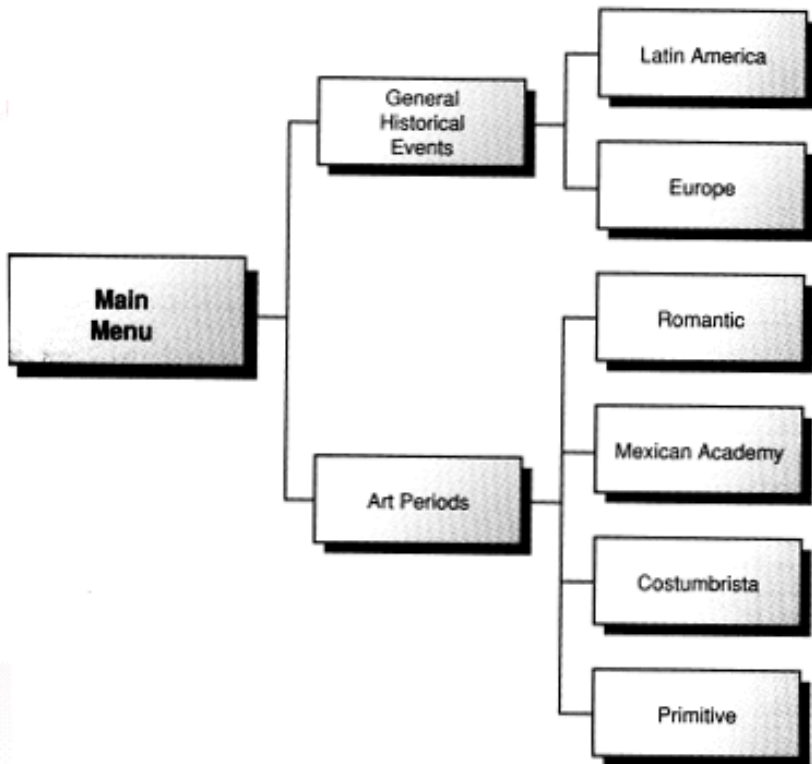 Main
Menu
General
Historical
Events
Latin America
Europe
Art Periods
Romantic
Mexican Academy
Costumbrista
Primitive